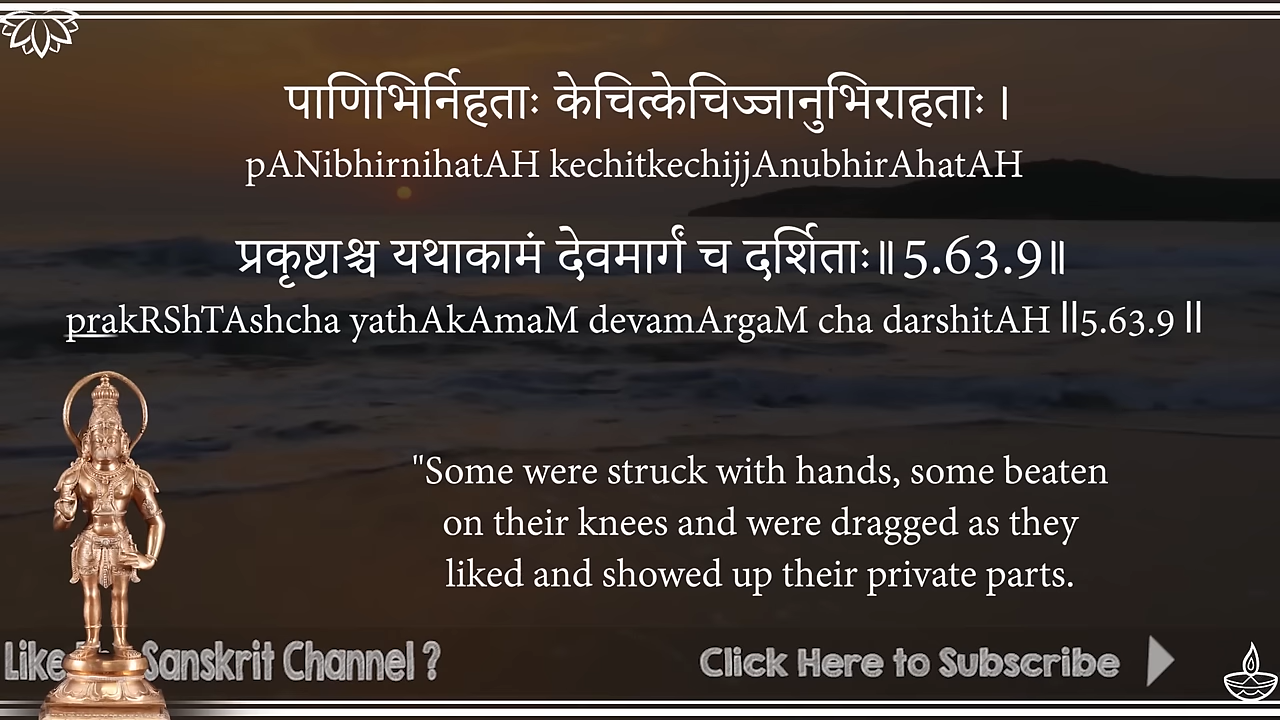 पाणिभिर्निहताः केचित्केचिज्जानुभिराहताः ।
pANibhirnihatAH kechitkechijjAnubhirAhatAH
प्रकृष्टाश्च यथाकामं देवमार्गं च दर्शिताः॥5.63.9॥
prakRShTAshcha yathAkAmaM devamArgaM cha darshitAH ||5.63.9 ||
"Some were struck with hands, some beaten
on their knees and were dragged as they
liked and showed up their private parts.
Like Sanskrit Channel ?
Click Here to Subscribe